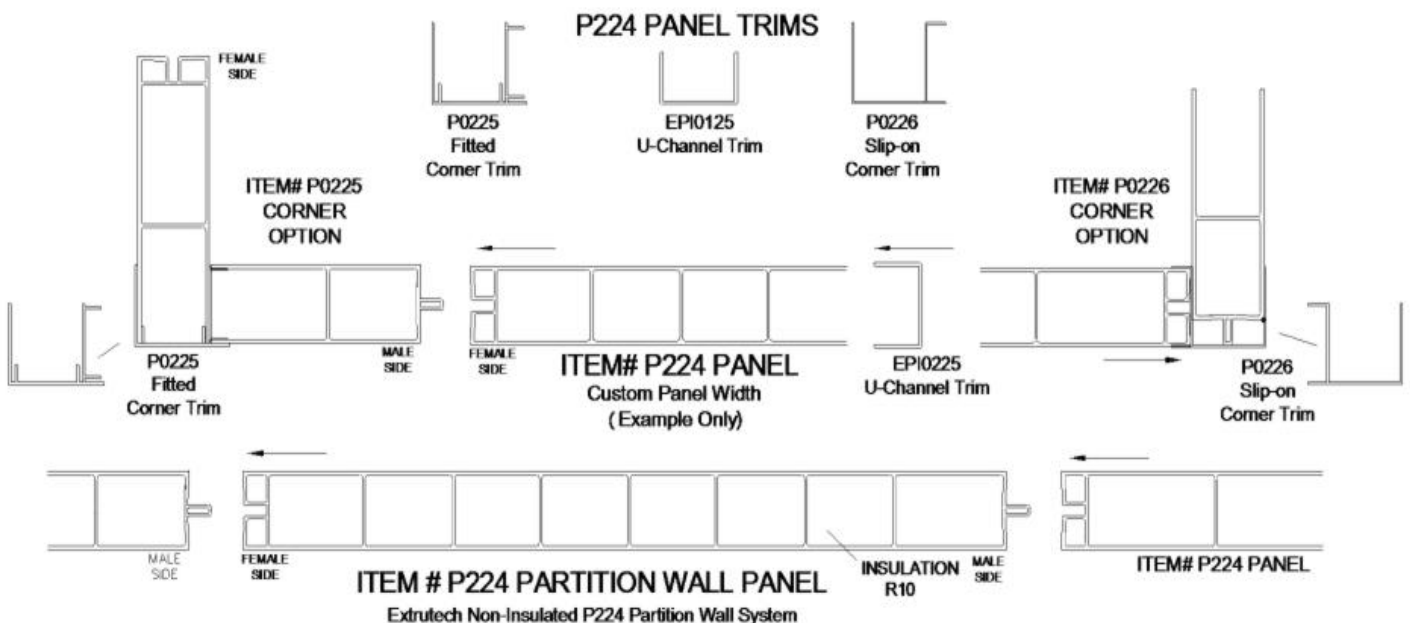 P224 PANEL TRIMS
FEMALE
SIDE
P0225
Fitted
Corner Trim
EPI0125
U-Channel Trim
P0226
Slip-on
Corner Trim
ITEM# P0225
CORNER
OPTION
ITEM# P0226
CORNER
OPTION
P0225
Fitted
Corner Trim
MALE
SIDE
FEMALE
SIDE
ITEM# P224 PANEL
Custom Panel Width
(Example Only)
EPI0225
U-Channel Trim
P0226
Slip-on
Corner Trim
MALE
SIDE
FEMALE
SIDE
ITEM # P224 PARTITION WALL PANEL
Extrutech Non-Insulated P224 Partition Wall System
INSULATION
R10
MALE
SIDE
ITEM# P224 PANEL